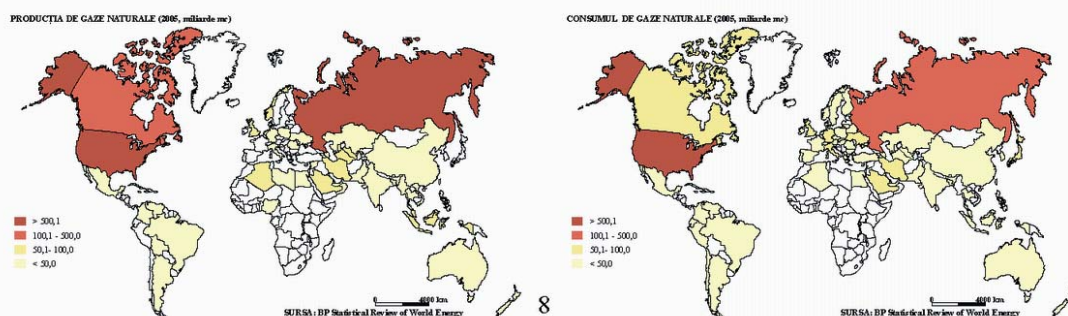 PRODUCȚIA DE GAZE NATURALE (2005, miliarde mc)
> 500,1
100,1 - 500,0
50,1- 100,0
< 50,0
0 4000 km
SURSA: BP Statistical Review of World Energy
8
CONSUMUL DE GAZE NATURALE (2005, miliarde mc)
> 500,1
100,1 - 500,0
50,1- 100,0
< 50,0
0 4000 km
SURSA: BP Statistical Review of World Energy